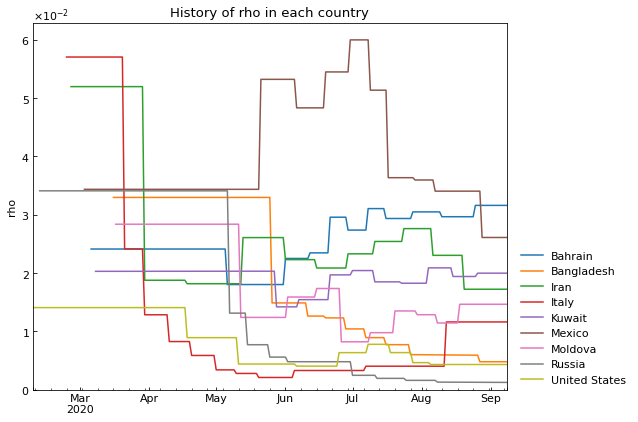 History of rho in each country
×10⁻²
6
5
4
3
2
1
0
rho
Mar Apr May Jun Jul Aug Sep
2020
Bahrain
Bangladesh
Iran
Italy
Kuwait
Mexico
Moldova
Russia
United States